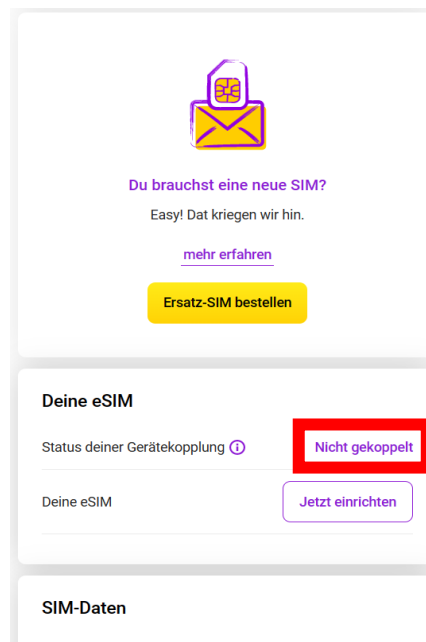 Du brauchst eine neue SIM?
Easy! Dat kriegen wir hin.
mehr erfahren
Ersatz-SIM bestellen
Deine eSIM
Status deiner Gerätekopplung Nicht gekoppelt
Deine eSIM Jetzt einrichten
SIM-Daten